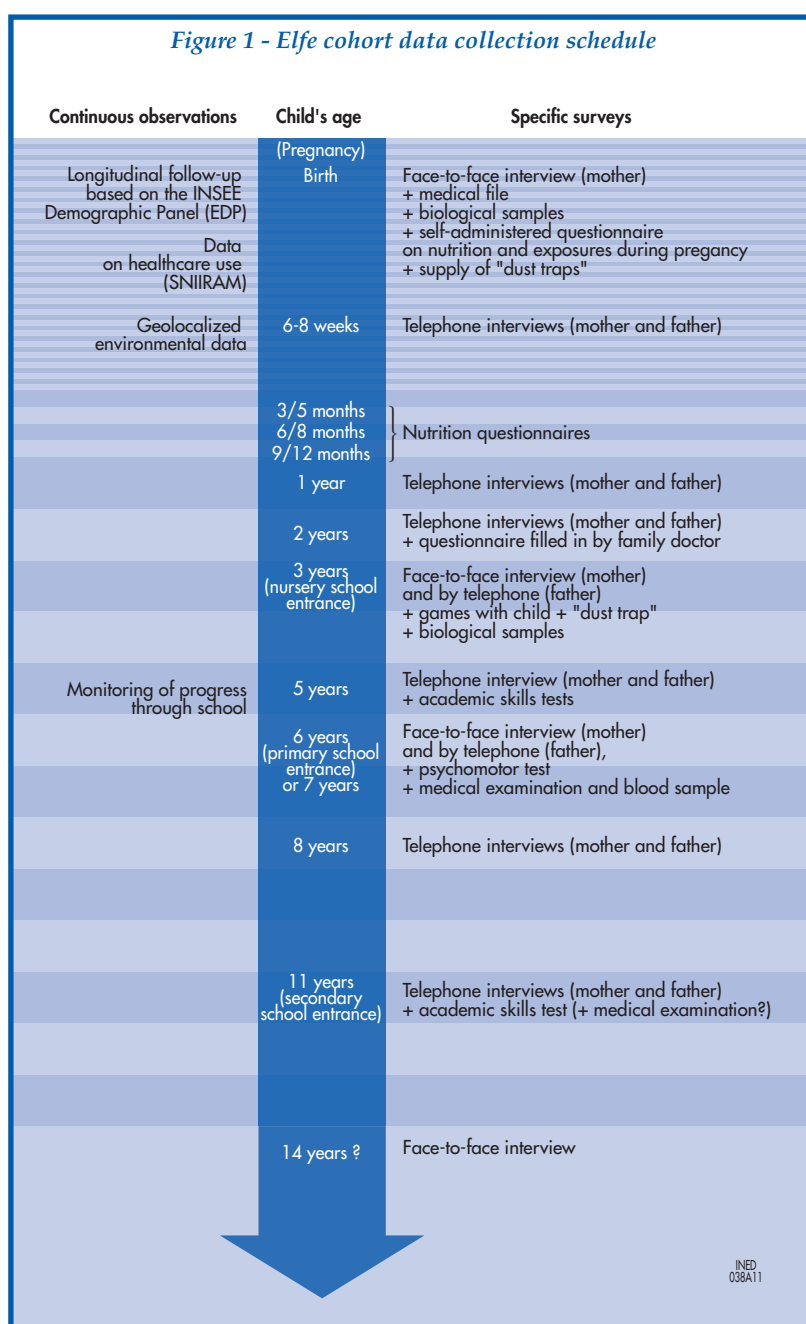 Figure 1 - Elfe cohort data collection schedule
Continuous observations
Child's age
Specific surveys
(Pregnancy)
Longitudinal follow-up
based on the INSEE
Demographic Panel (EDP)
Data
on healthcare use
(SNIIRAM)
Birth
Face-to-face interview (mother)
+ medical file
+ biological samples
+ self-administered questionnaire
on nutrition and exposures during pregancy
+ supply of "dust traps"
Geolocalized
environmental data
6-8 weeks
Telephone interviews (mother and father)
3/5 months
6/8 months
9/12 months
Nutrition questionnaires
1 year
Telephone interviews (mother and father)
2 years
Telephone interviews (mother and father)
+ questionnaire filled in by family doctor
3 years
(nursery school
entrance)
Face-to-face interview (mother)
and by telephone (father)
+ games with child + "dust trap"
+ biological samples
Monitoring of progress
through school
5 years
Telephone interview (mother and father)
+ academic skills tests
6 years
(primary school
entrance)
or 7 years
Face-to-face interview (mother)
and by telephone (father),
+ psychomotor test
+ medical examination and blood sample
8 years
Telephone interviews (mother and father)
11 years
(secondary
school entrance)
Telephone interviews (mother and father)
+ academic skills test (+ medical examination?)
14 years ?
Face-to-face interview
INED
038A11